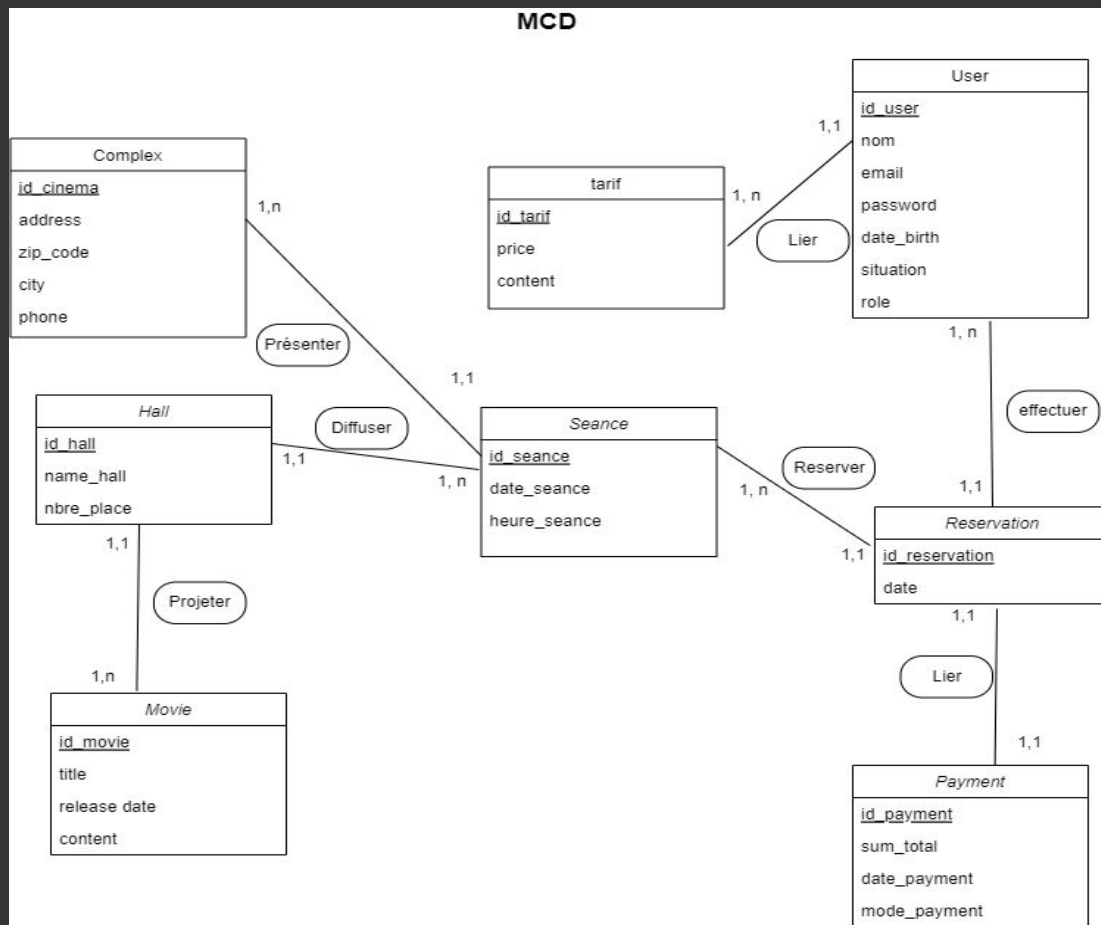 MCD
User
id_user
nom
email
password
date_birth
situation
role
1,1
1, n
Lier
tarif
id_tarif
price
content
Complex
id_cinema
address
zip_code
city
phone
1,n
Présenter
1,1
1, n
effectuer
1,1
Hall
id_hall
name_hall
nbre_place
Diffuser
1,1
1, n
Seance
id_seance
date_seance
heure_seance
Reserver
1, n
1,1
Reservation
id_reservation
date
1,1
Projeter
1,n
1,1
Lier
1,1
Movie
id_movie
title
release date
content
Payment
id_payment
sum_total
date_payment
mode_payment